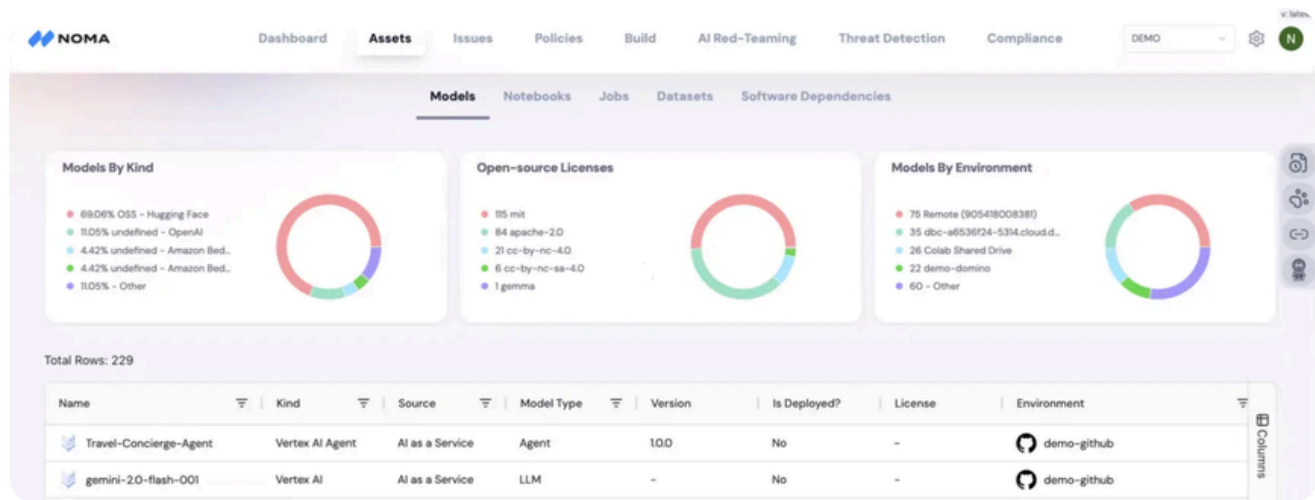 v: latest
NOMA
Dashboard Assets Issues Policies Build AI Red-Teaming Threat Detection Compliance DEMO N
Models Notebooks Jobs Datasets Software Dependencies
Models By Kind
69.06% OSS - Hugging Face
11.05% undefined - OpenAI
4.42% undefined - Amazon Bed...
4.42% undefined - Amazon Bed...
11.05% - Other
Open-source Licenses
115 mit
84 apache-2.0
21 cc-by-nc-4.0
6 cc-by-nc-sa-4.0
1 gemma
Models By Environment
75 Remote (905418008381)
35 dbc-a6536f24-5314.cloud.d...
26 Colab Shared Drive
22 demo-domino
60 - Other
Total Rows: 229
Name Kind Source Model Type Version Is Deployed? License Environment
Travel-Concierge-Agent Vertex AI Agent AI as a Service Agent 1.0.0 No - demo-github
gemini-2.0-flash-001 Vertex AI AI as a Service LLM - No - demo-github
Columns